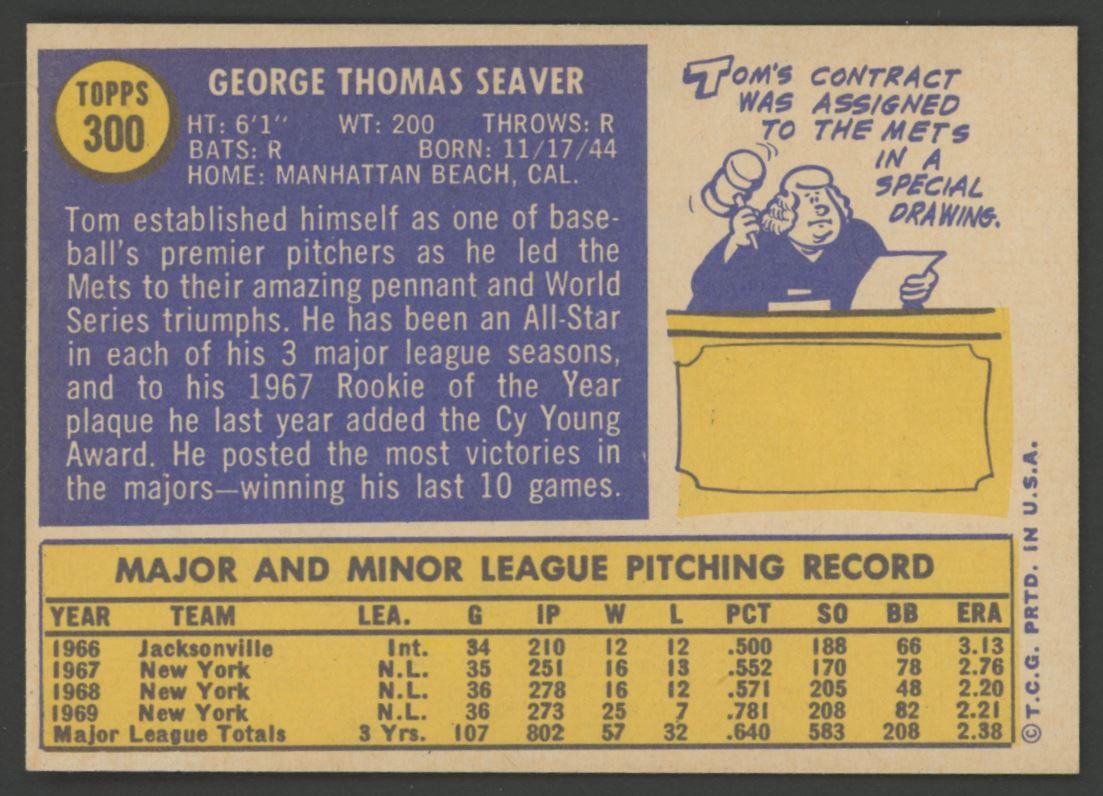 TOPPS
300
GEORGE THOMAS SEAVER
HT: 6'1" WT: 200 THROWS: R
BATS: R BORN: 11/17/44
HOME: MANHATTAN BEACH, CAL.
Tom established himself as one of base-
ball's premier pitchers as he led the
Mets to their amazing pennant and World
Series triumphs. He has been an All-Star
in each of his 3 major league seasons,
and to his 1967 Rookie of the Year
plaque he last year added the Cy Young
Award. He posted the most victories in
the majors—winning his last 10 games.
TOM'S CONTRACT
WAS ASSIGNED
TO THE METS
IN A
SPECIAL
DRAWING.
MAJOR AND MINOR LEAGUE PITCHING RECORD
YEAR TEAM LEA. G IP W L PCT SO BB ERA
1966 Jacksonville Int. 34 210 12 12 .500 188 66 3.13
1967 New York N.L. 35 251 16 13 .552 170 78 2.76
1968 New York N.L. 36 278 16 12 .571 205 48 2.20
1969 New York N.L. 36 273 25 7 .781 208 82 2.21
Major League Totals 3 Yrs. 107 802 57 32 .640 583 208 2.38
©T.C.G. PRTD. IN U.S.A.